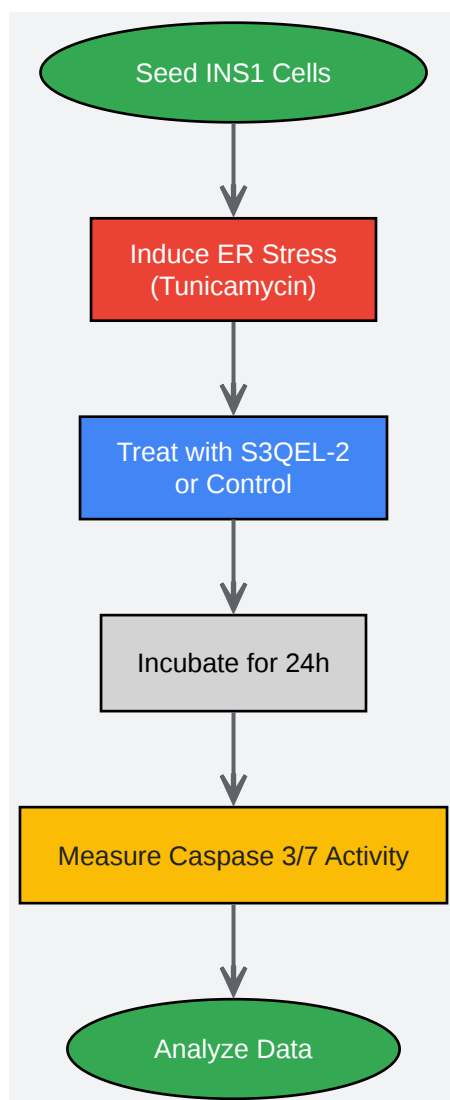 Seed INS1 Cells
Induce ER Stress
(Tunicamycin)
Treat with S3QEL-2
or Control
Incubate for 24h
Measure Caspase 3/7 Activity
Analyze Data